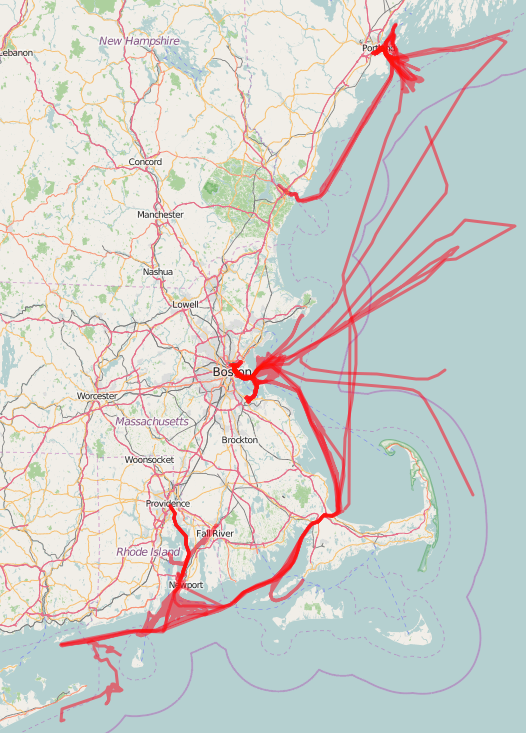 New Hampshire
Portland
Lebanon
Concord
Manchester
Nashua
Lowell
Boston
Worcester
Massachusetts
Brockton
Woonsocket
Providence
Fall River
Rhode Island
Newport